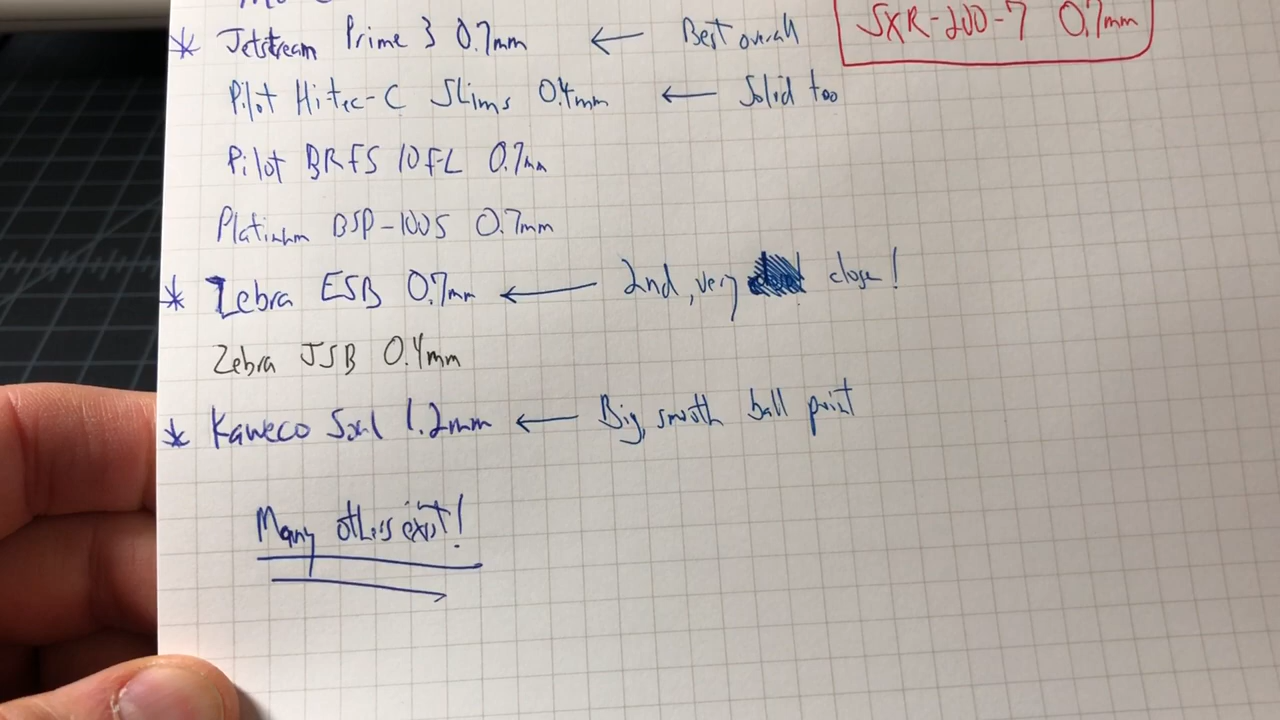 * Jetstream Prime 3 0.7mm ← Best overall
SXR-200-7 0.7mm
Pilot Hi-tec-C Slims 0.4mm ← Solid too
Pilot BRFS 10F-L 0.7mm
Platinum BSP-100S 0.7mm
* Zebra ESB 0.7mm ← 2nd, very close!
Zebra JSB 0.4mm
* Kaweco Soul 1.2mm ← Big, smooth ball point
Many others exist!